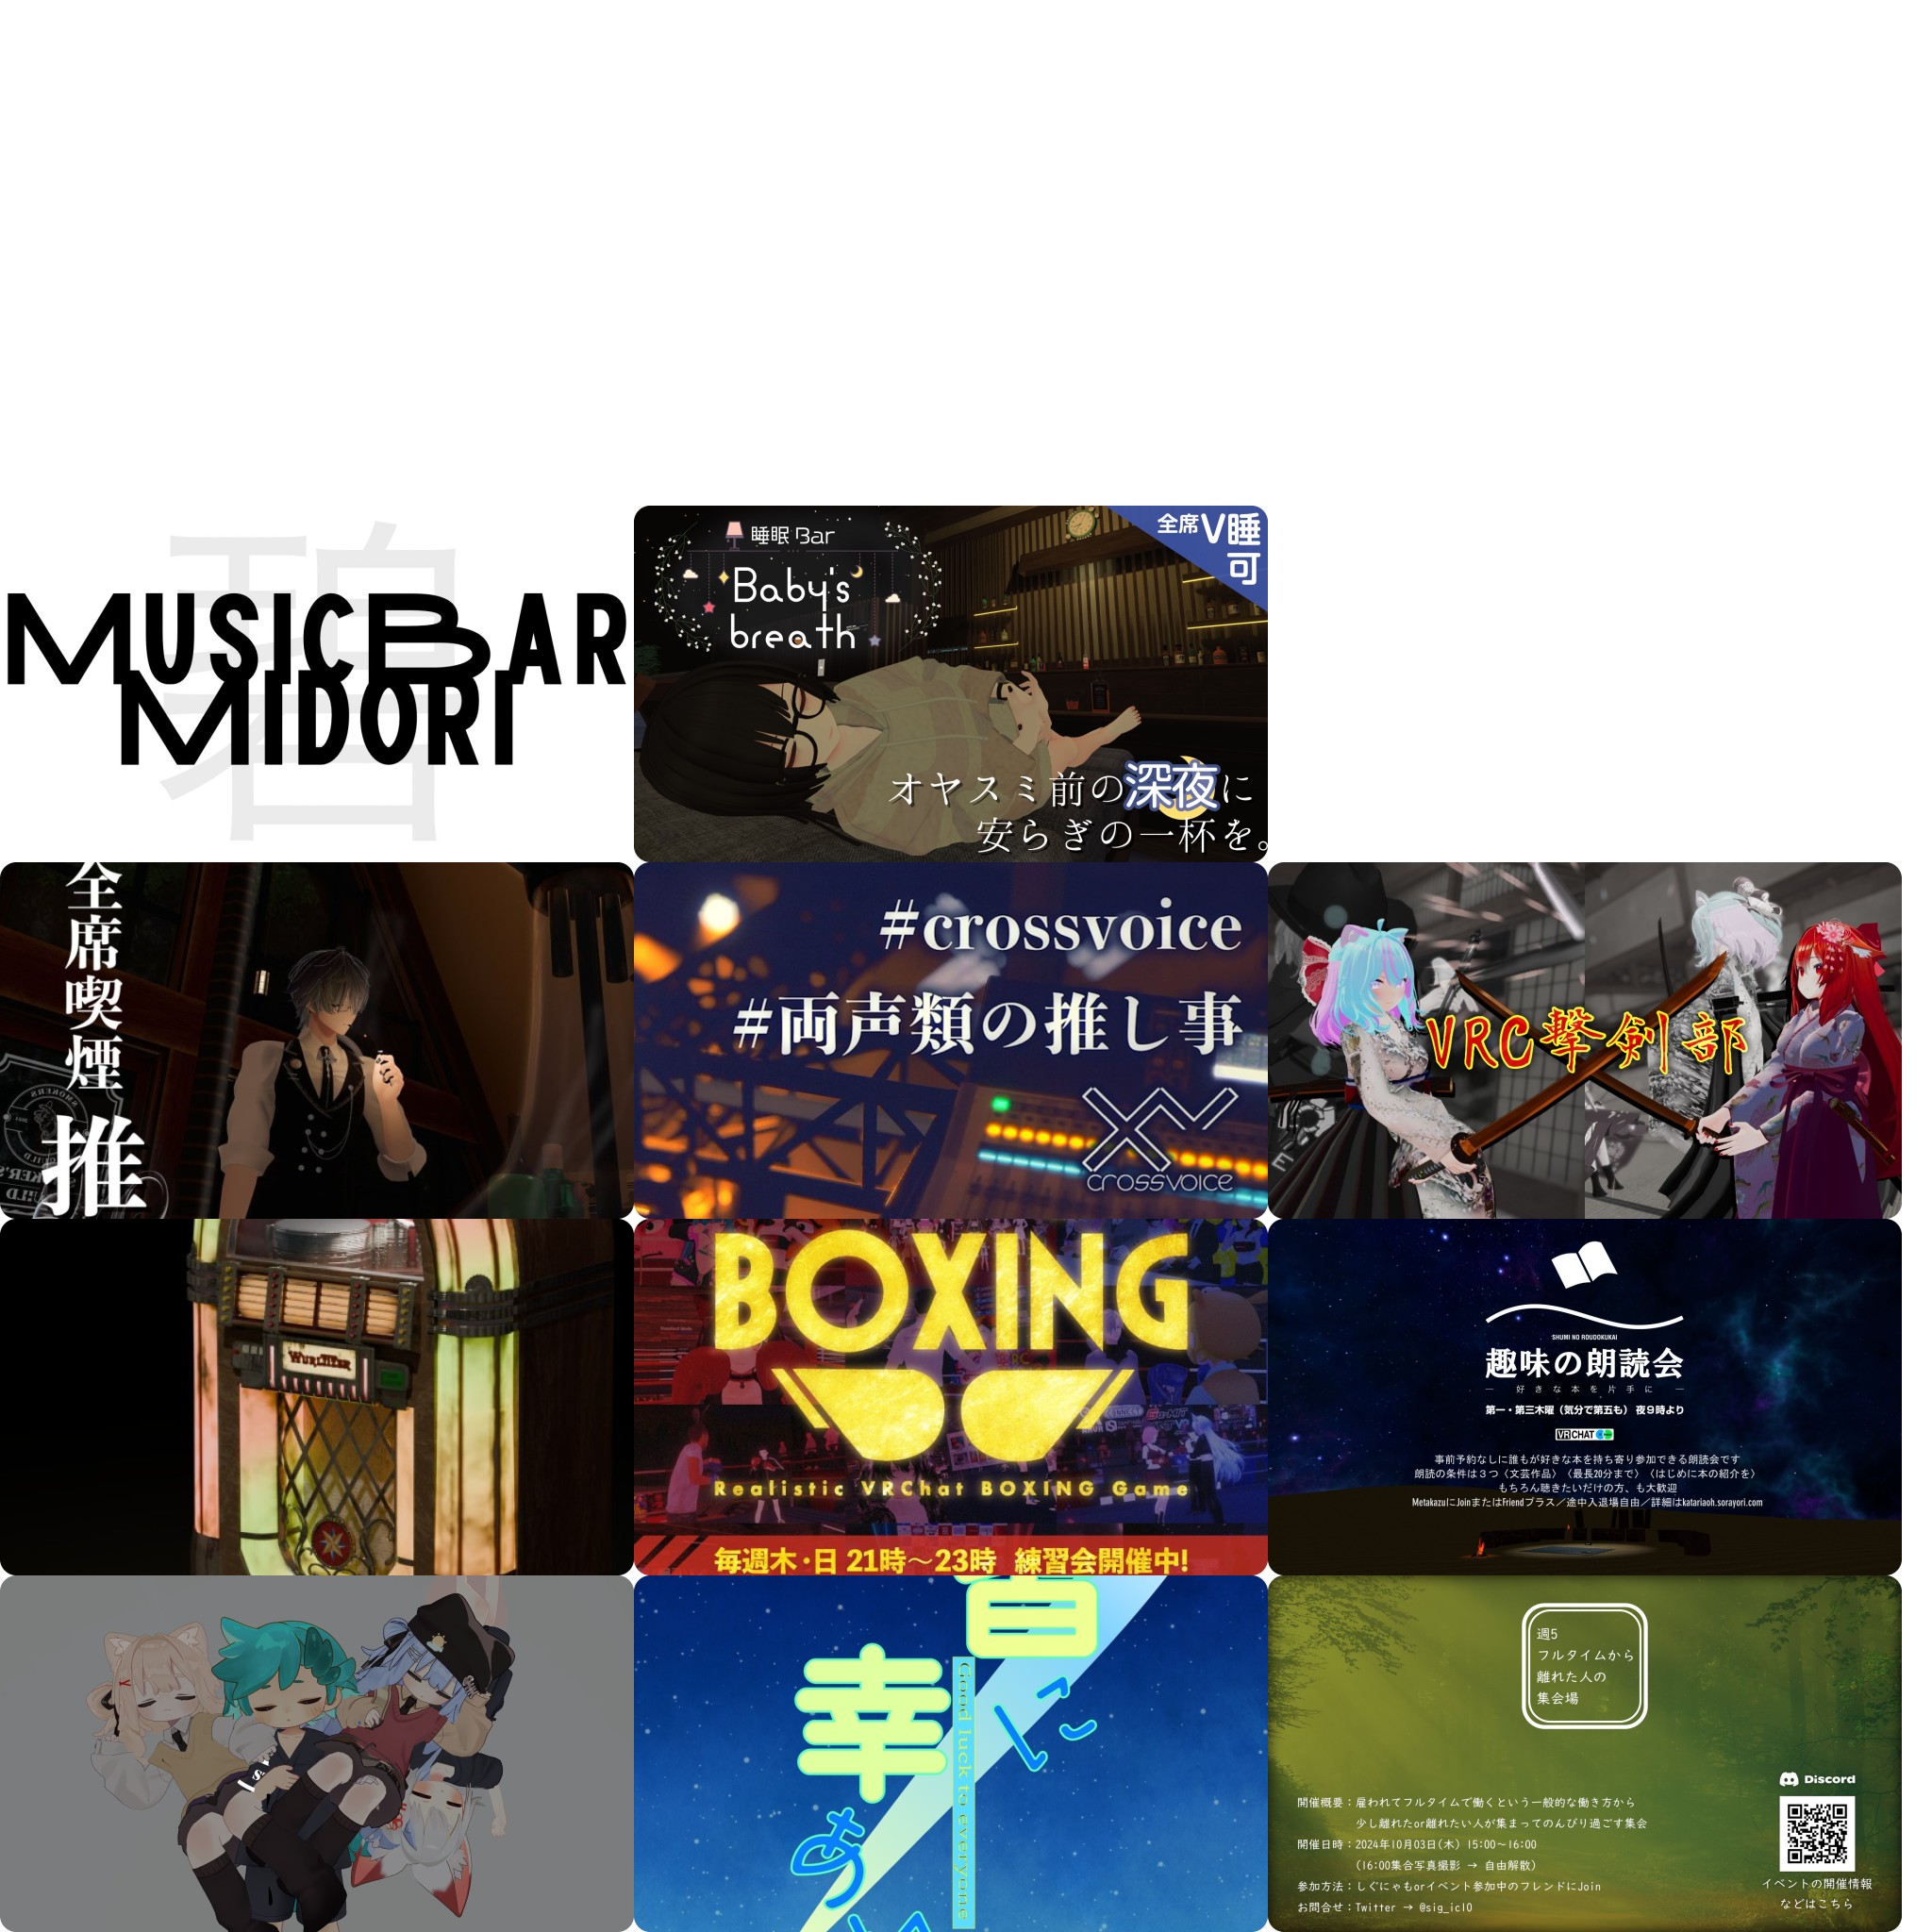 碧
MUSICBAR
MIDORI
睡眠 Bar
Baby's
breath
全席V睡
可
オヤスミ前の深夜に
安らぎの一杯を。
全席喫煙
推
#crossvoice
#両声類の推し事
crossvoice
VRC撃剣部
WURLITZER
BOXING
Realistic VRChat BOXING Game
毎週木・日 21時～23時 練習会開催中!
SHUMI NO ROUDOKUKAI
趣味の朗読会
― 好きな本を片手に ―
第一・第三木曜（気分で第五も） 夜９時より
VRCHAT
事前予約なしに誰もが好きな本を持ち寄り参加できる朗読会です
朗読の条件は３つ〈文芸作品〉〈最長20分まで〉〈はじめに本の紹介を〉
もちろん聴きたいだけの方、も大歓迎
MetakazuにJoinまたはFriendプラス／途中入退場自由／詳細はkatariaoh.sorayori.com
皆に
幸あ
Good luck to everyone
週5
フルタイムから
離れた人の
集会場
Discord
開催概要：雇われてフルタイムで働くという一般的な働き方から
少し離れたor離れたい人が集まってのんびり過ごす集会
開催日時：2024年10月03日(木) 15:00~16:00
(16:00集合写真撮影 → 自由解散)
参加方法：しぐにゃもorイベント参加中のフレンドにJoin
お問合せ：Twitter → @sig_ic10
イベントの開催情報
などはこちら